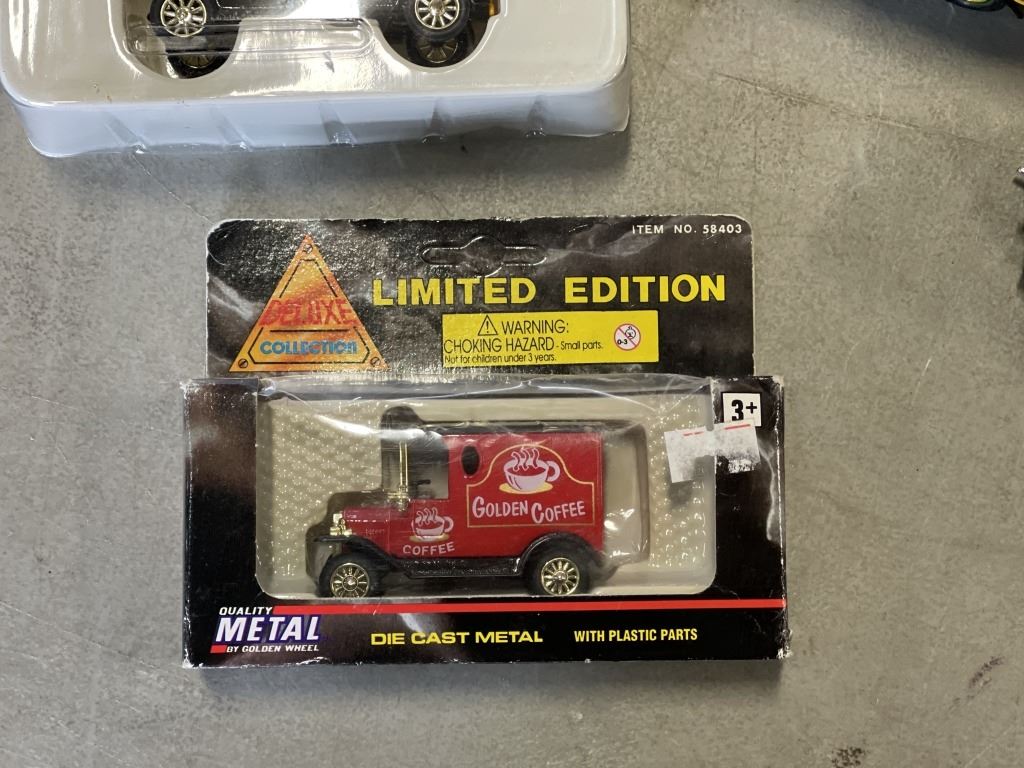 ITEM NO. 58403
DELUXE
COLLECTION
LIMITED EDITION
WARNING:
CHOKING HAZARD - Small parts.
Not for children under 3 years.
0-3
3+
GOLDEN COFFEE
COFFEE
QUALITY
METAL
BY GOLDEN WHEEL
DIE CAST METAL WITH PLASTIC PARTS